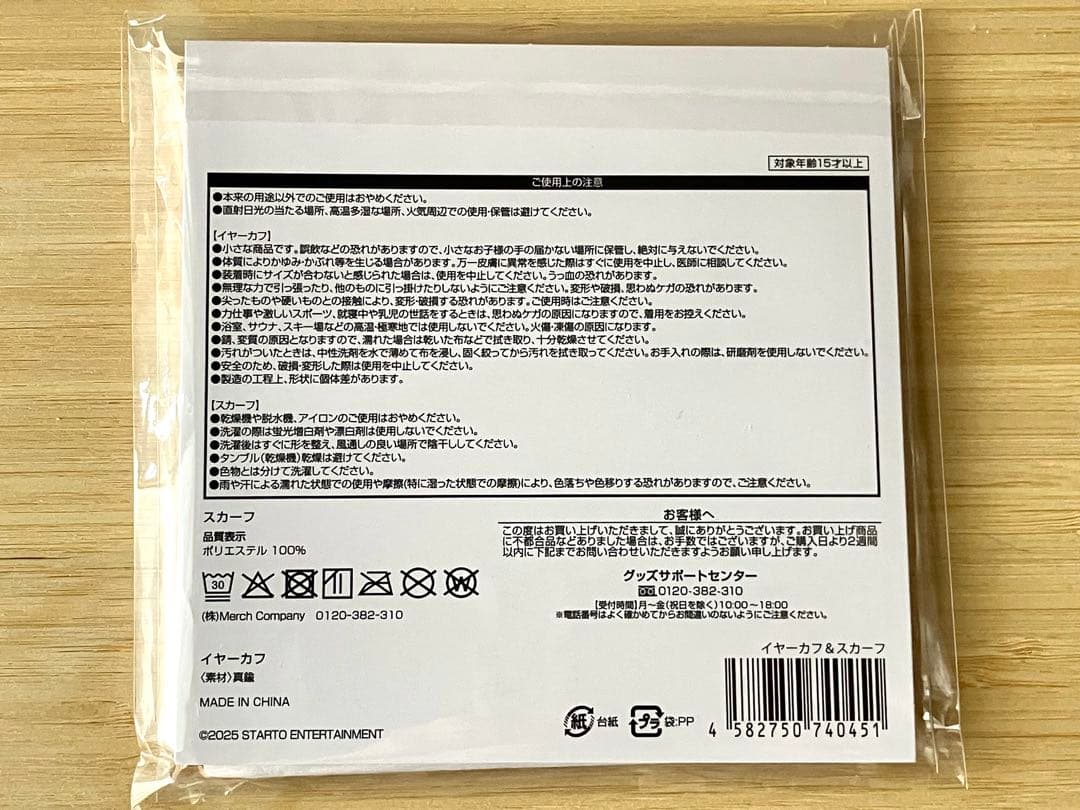 対象年齢15才以上
ご使用上の注意
●本来の用途以外でのご使用はおやめください。
●直射日光の当たる場所、高温多湿な場所、火気周辺での使用・保管は避けてください。
【イヤーカフ】
●小さな商品です。誤飲などの恐れがありますので、小さなお子様の手の届かない場所に保管し、絶対に与えないでください。
●体質によりかゆみ・かぶれ等を生じる場合があります。万一皮膚に異常を感じた際はすぐに使用を中止し、医師に相談してください。
●装着時にサイズが合わないと感じられた場合は、使用を中止してください。うっ血の恐れがあります。
●無理な力で引っ張ったり、他のものに引っ掛けたりしないようにご注意ください。変形や破損、思わぬケガの恐れがあります。
●尖ったものや硬いものとの接触により、変形・破損する恐れがあります。ご使用時はご注意ください。
●力仕事や激しいスポーツ、就寝中や乳児の世話をするときは、思わぬケガの原因になりますので、着用をお控えください。
●浴室、サウナ、スキー場などの高温・極寒地では使用しないでください。火傷・凍傷の原因になります。
●錆、変質の原因となりますので、濡れた場合は乾いた布などで拭き取り、十分乾燥させてください。
●汚れがついたときは、中性洗剤を水で薄めて布を浸し、固く絞ってから汚れを拭き取ってください。お手入れの際は、研磨剤を使用しないでください。
●安全のため、破損・変形した際は使用を中止してください。
●製造の工程上、形状に個体差があります。
【スカーフ】
●乾燥機や脱水機、アイロンのご使用はおやめください。
●洗濯の際は蛍光増白剤や漂白剤は使用しないでください。
●洗濯後はすぐに形を整え、風通しの良い場所で陰干ししてください。
●タンブル(乾燥機)乾燥は避けてください。
●色物とは分けて洗濯してください。
●雨や汗による濡れた状態での使用や摩擦(特に湿った状態での摩擦)により、色落ちや色移りする恐れがありますので、ご注意ください。
スカーフ
品質表示
ポリエステル 100%
30
W
(株)Merch Company 0120-382-310
イヤーカフ
〈素材〉真鍮
MADE IN CHINA
©2025 STARTO ENTERTAINMENT
お客様へ
この度はお買い上げいただきまして、誠にありがとうございます。お買い上げ商品
に不都合品などありました場合は、お手数ではございますが、ご購入日より2週間
以内に下記までお問い合わせいただきますようお願い申し上げます。
グッズサポートセンター
0120-382-310
【受付時間】月〜金(祝日を除く)10:00〜18:00
※電話番号はよく確かめてからお間違いのないようにご注意ください。
イヤーカフ&スカーフ
紙 台紙 プラ 袋:PP
4 582750 740451